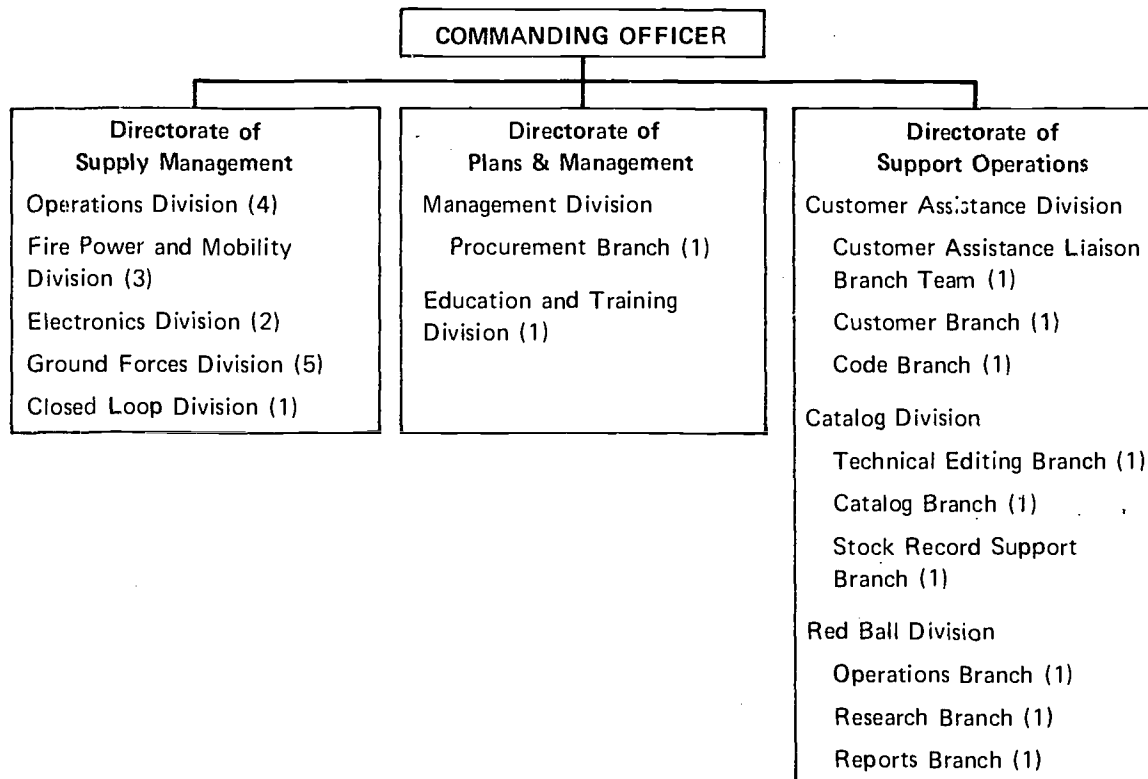 COMMANDING OFFICER
Directorate of
Supply Management
Operations Division (4)
Fire Power and Mobility
Division (3)
Electronics Division (2)
Ground Forces Division (5)
Closed Loop Division (1)
Directorate of
Plans & Management
Management Division
Procurement Branch (1)
Education and Training
Division (1)
Directorate of
Support Operations
Customer Assistance Division
Customer Assistance Liaison
Branch Team (1)
Customer Branch (1)
Code Branch (1)
Catalog Division
Technical Editing Branch (1)
Catalog Branch (1)
Stock Record Support
Branch (1)
Red Ball Division
Operations Branch (1)
Research Branch (1)
Reports Branch (1)